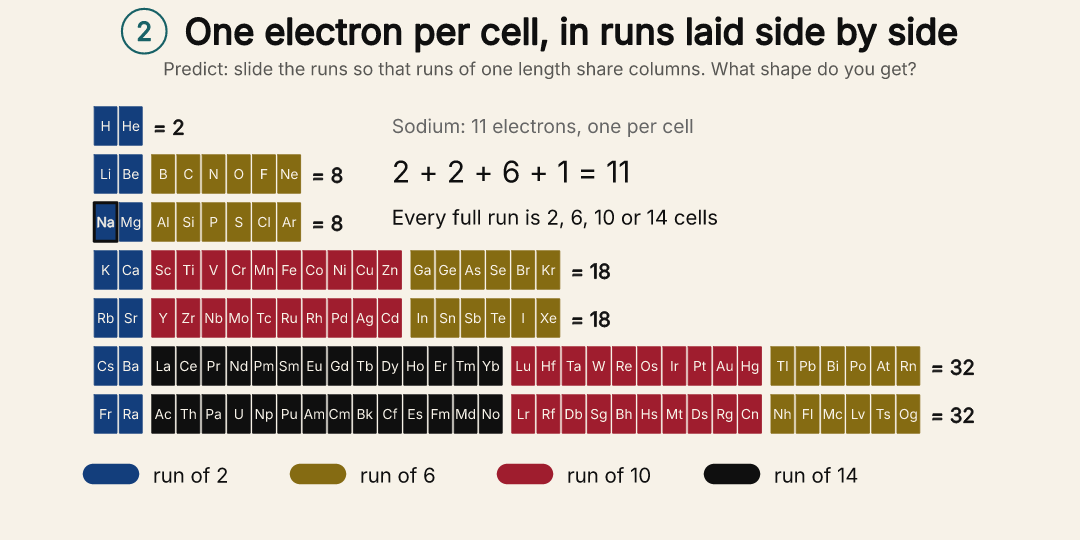 2 One electron per cell, in runs laid side by side
Predict: slide the runs so that runs of one length share columns. What shape do you get?
H He = 2
Sodium: 11 electrons, one per cell
Li Be B C N O F Ne = 8
2 + 2 + 6 + 1 = 11
Na Mg Al Si P S Cl Ar = 8
Every full run is 2, 6, 10 or 14 cells
K Ca Sc Ti V Cr Mn Fe Co Ni Cu Zn Ga Ge As Se Br Kr = 18
Rb Sr Y Zr Nb Mo Tc Ru Rh Pd Ag Cd In Sn Sb Te I Xe = 18
Cs Ba La Ce Pr Nd Pm Sm Eu Gd Tb Dy Ho Er Tm Yb Lu Hf Ta W Re Os Ir Pt Au Hg Tl Pb Bi Po At Rn = 32
Fr Ra Ac Th Pa U Np Pu Am Cm Bk Cf Es Fm Md No Lr Rf Db Sg Bh Hs Mt Ds Rg Cn Nh Fl Mc Lv Ts Og = 32
run of 2 run of 6 run of 10 run of 14